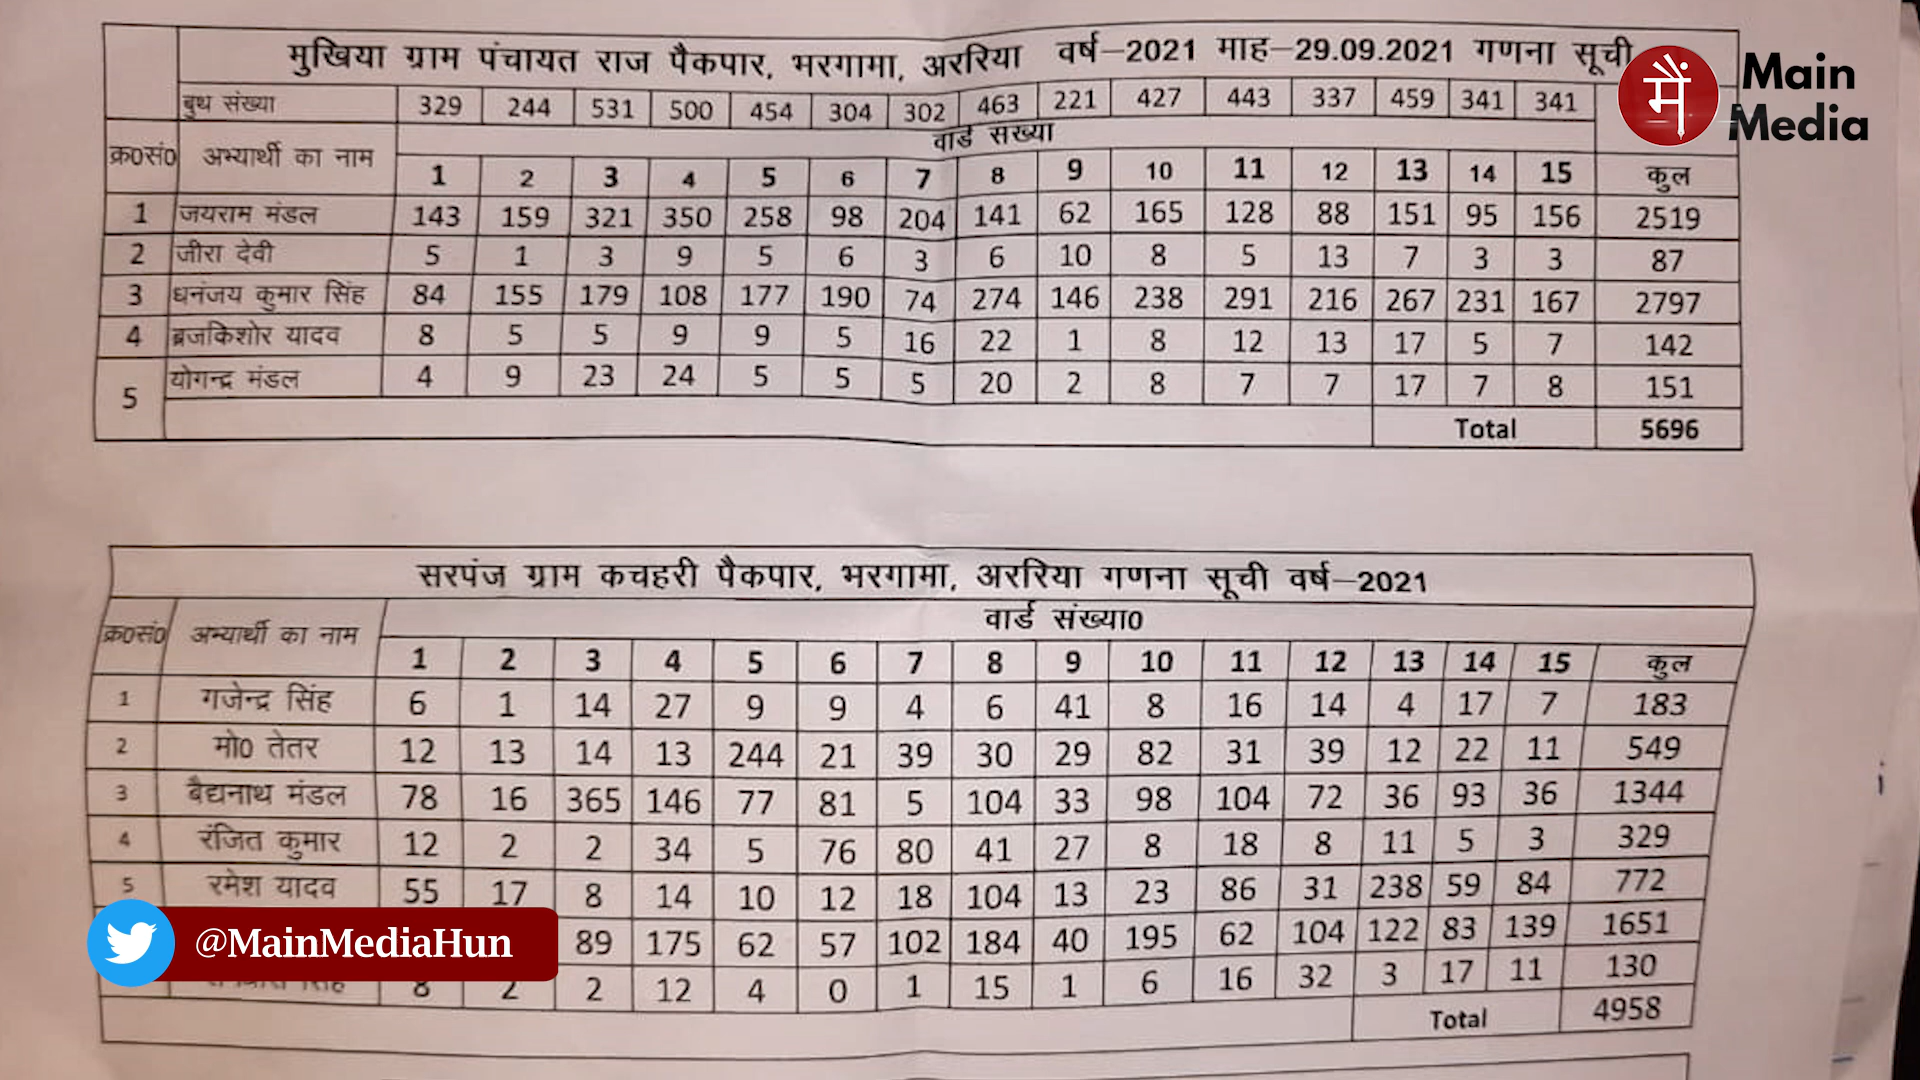 मुखिया ग्राम पंचायत राज पैकपार, भरगामा, अररिया वर्ष–2021 माह–29.09.2021 गणना सूची
Main Media
बुथ संख्या 329 244 531 500 454 304 302 463 221 427 443 337 459 341 341
क्र0सं0 अभ्यार्थी का नाम वार्ड संख्या
1 2 3 4 5 6 7 8 9 10 11 12 13 14 15 कुल
1 जयराम मंडल 143 159 321 350 258 98 204 141 62 165 128 88 151 95 156 2519
2 जीरा देवी 5 1 3 9 5 6 3 6 10 8 5 13 7 3 3 87
3 धनंजय कुमार सिंह 84 155 179 108 177 190 74 274 146 238 291 216 267 231 167 2797
4 ब्रजकिशोर यादव 8 5 5 9 9 5 16 22 1 8 12 13 17 5 7 142
5 योगन्द्र मंडल 4 9 23 24 5 5 5 20 2 8 7 7 17 7 8 151
Total 5696
सरपंज ग्राम कचहरी पैकपार, भरगामा, अररिया गणना सूची वर्ष–2021
क्र0सं0 अभ्यार्थी का नाम वार्ड संख्या0
1 2 3 4 5 6 7 8 9 10 11 12 13 14 15 कुल
1 गजेन्द्र सिंह 6 1 14 27 9 9 4 6 41 8 16 14 4 17 7 183
2 मो0 तेतर 12 13 14 13 244 21 39 30 29 82 31 39 12 22 11 549
3 बैद्यनाथ मंडल 78 16 365 146 77 81 5 104 33 98 104 72 36 93 36 1344
4 रंजित कुमार 12 2 2 34 5 76 80 41 27 8 18 8 11 5 3 329
5 रमेश यादव 55 17 8 14 10 12 18 104 13 23 86 31 238 59 84 772
@MainMediaHun 89 175 62 57 102 184 40 195 62 104 122 83 139 1651
सिंह 8 2 2 12 4 0 1 15 1 6 16 32 3 17 11 130
Total 4958